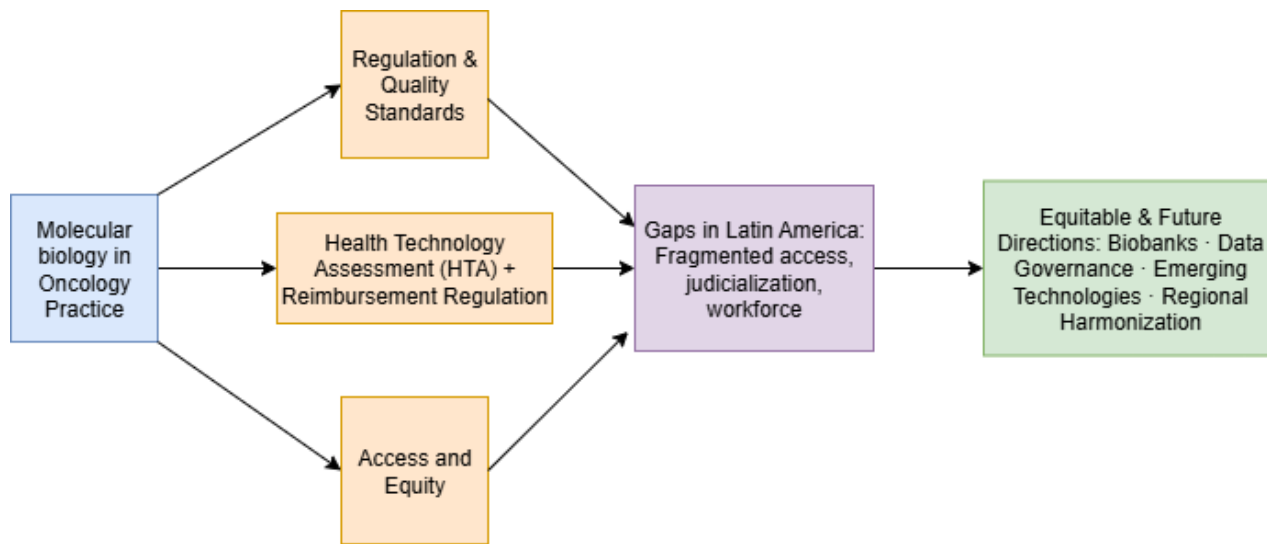 Molecular
biology in
Oncology
Practice
Regulation &
Quality
Standards
Health Technology
Assessment (HTA) +
Reimbursement Regulation
Access and
Equity
Gaps in Latin America:
Fragmented access,
judicialization,
workforce
Equitable & Future
Directions: Biobanks · Data
Governance · Emerging
Technologies · Regional
Harmonization